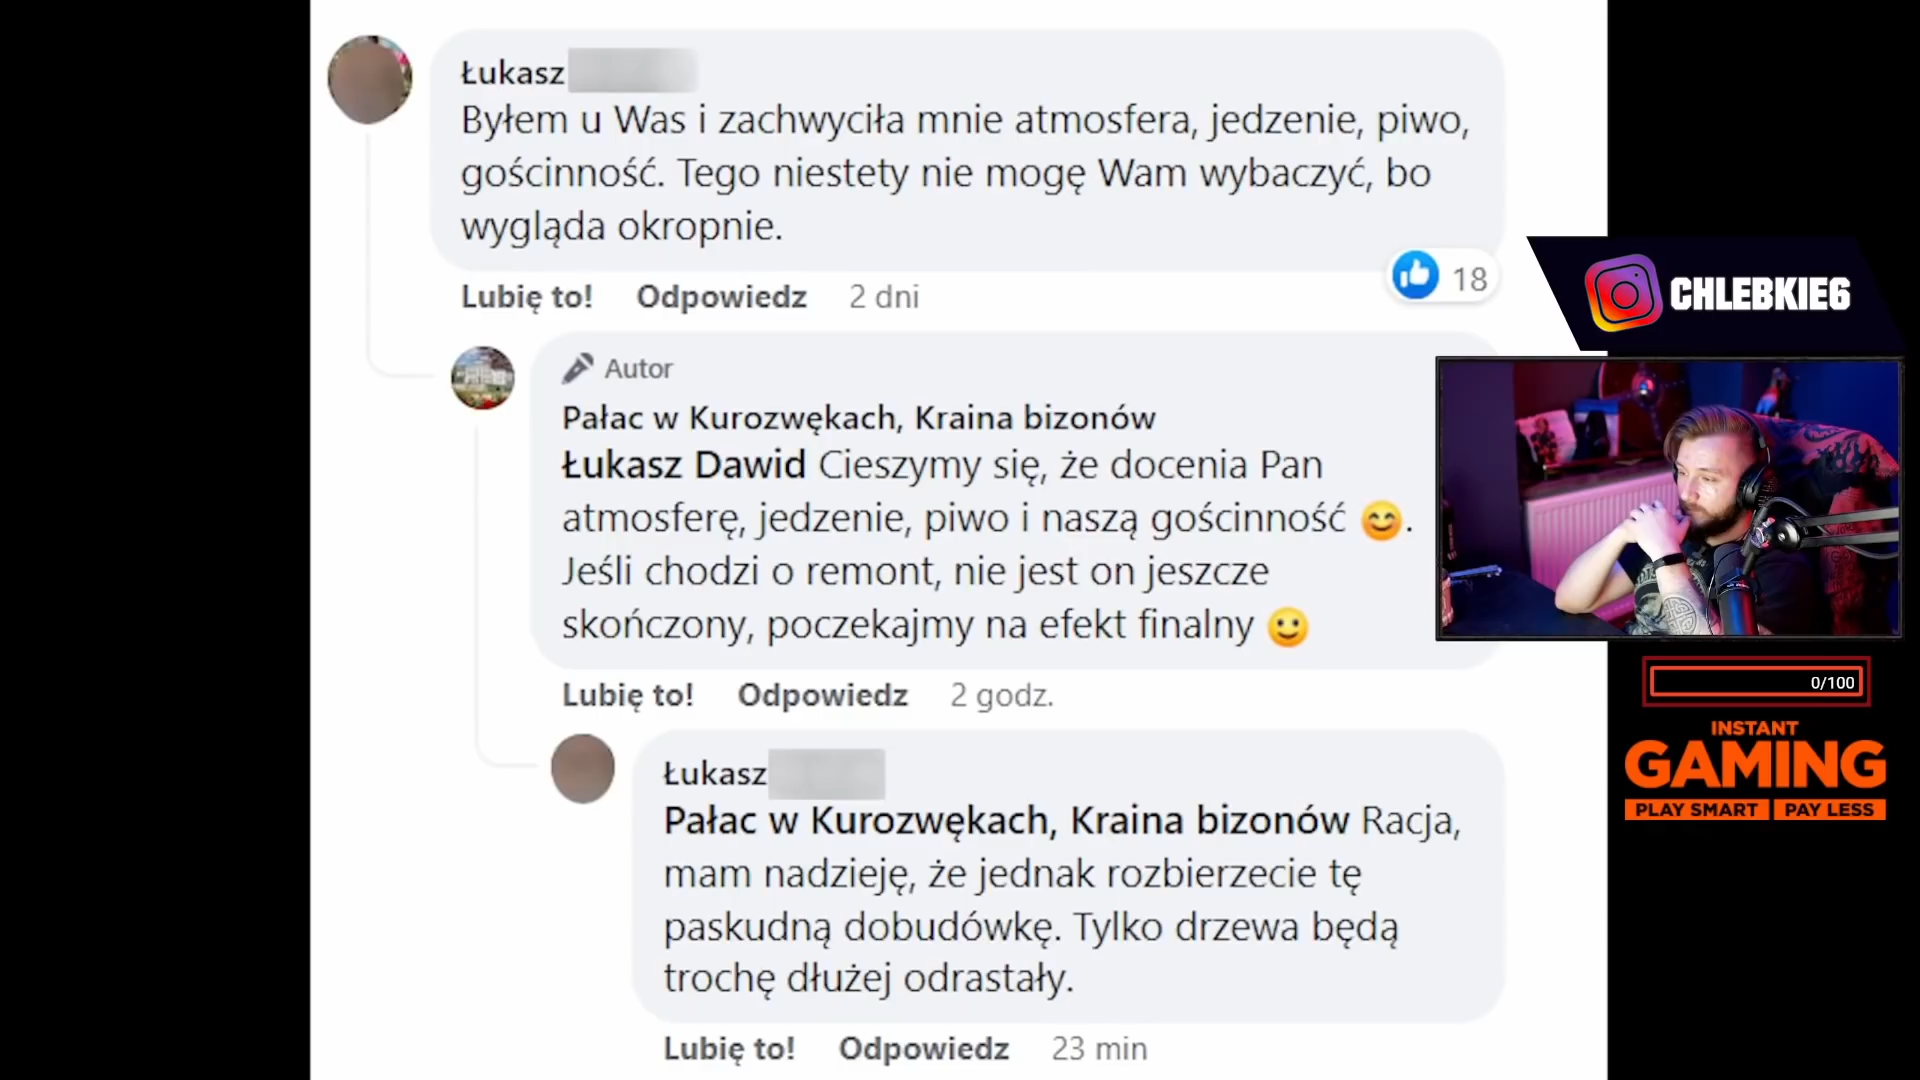 Łukasz
Byłem u Was i zachwyciła mnie atmosfera, jedzenie, piwo,
gościnność. Tego niestety nie mogę Wam wybaczyć, bo
wygląda okropnie.
18
Lubię to! Odpowiedz 2 dni
Autor
Pałac w Kurozwękach, Kraina bizonów
Łukasz Dawid Cieszymy się, że docenia Pan
atmosferę, jedzenie, piwo i naszą gościnność 😊.
Jeśli chodzi o remont, nie jest on jeszcze
skończony, poczekajmy na efekt finalny 🙂
Lubię to! Odpowiedz 2 godz.
Łukasz
Pałac w Kurozwękach, Kraina bizonów Racja,
mam nadzieję, że jednak rozbierzecie tę
paskudną dobudówkę. Tylko drzewa będą
trochę dłużej odrastały.
Lubię to! Odpowiedz 23 min
CHLEBKIE6
0/100
INSTANT
GAMING
PLAY SMART PAY LESS